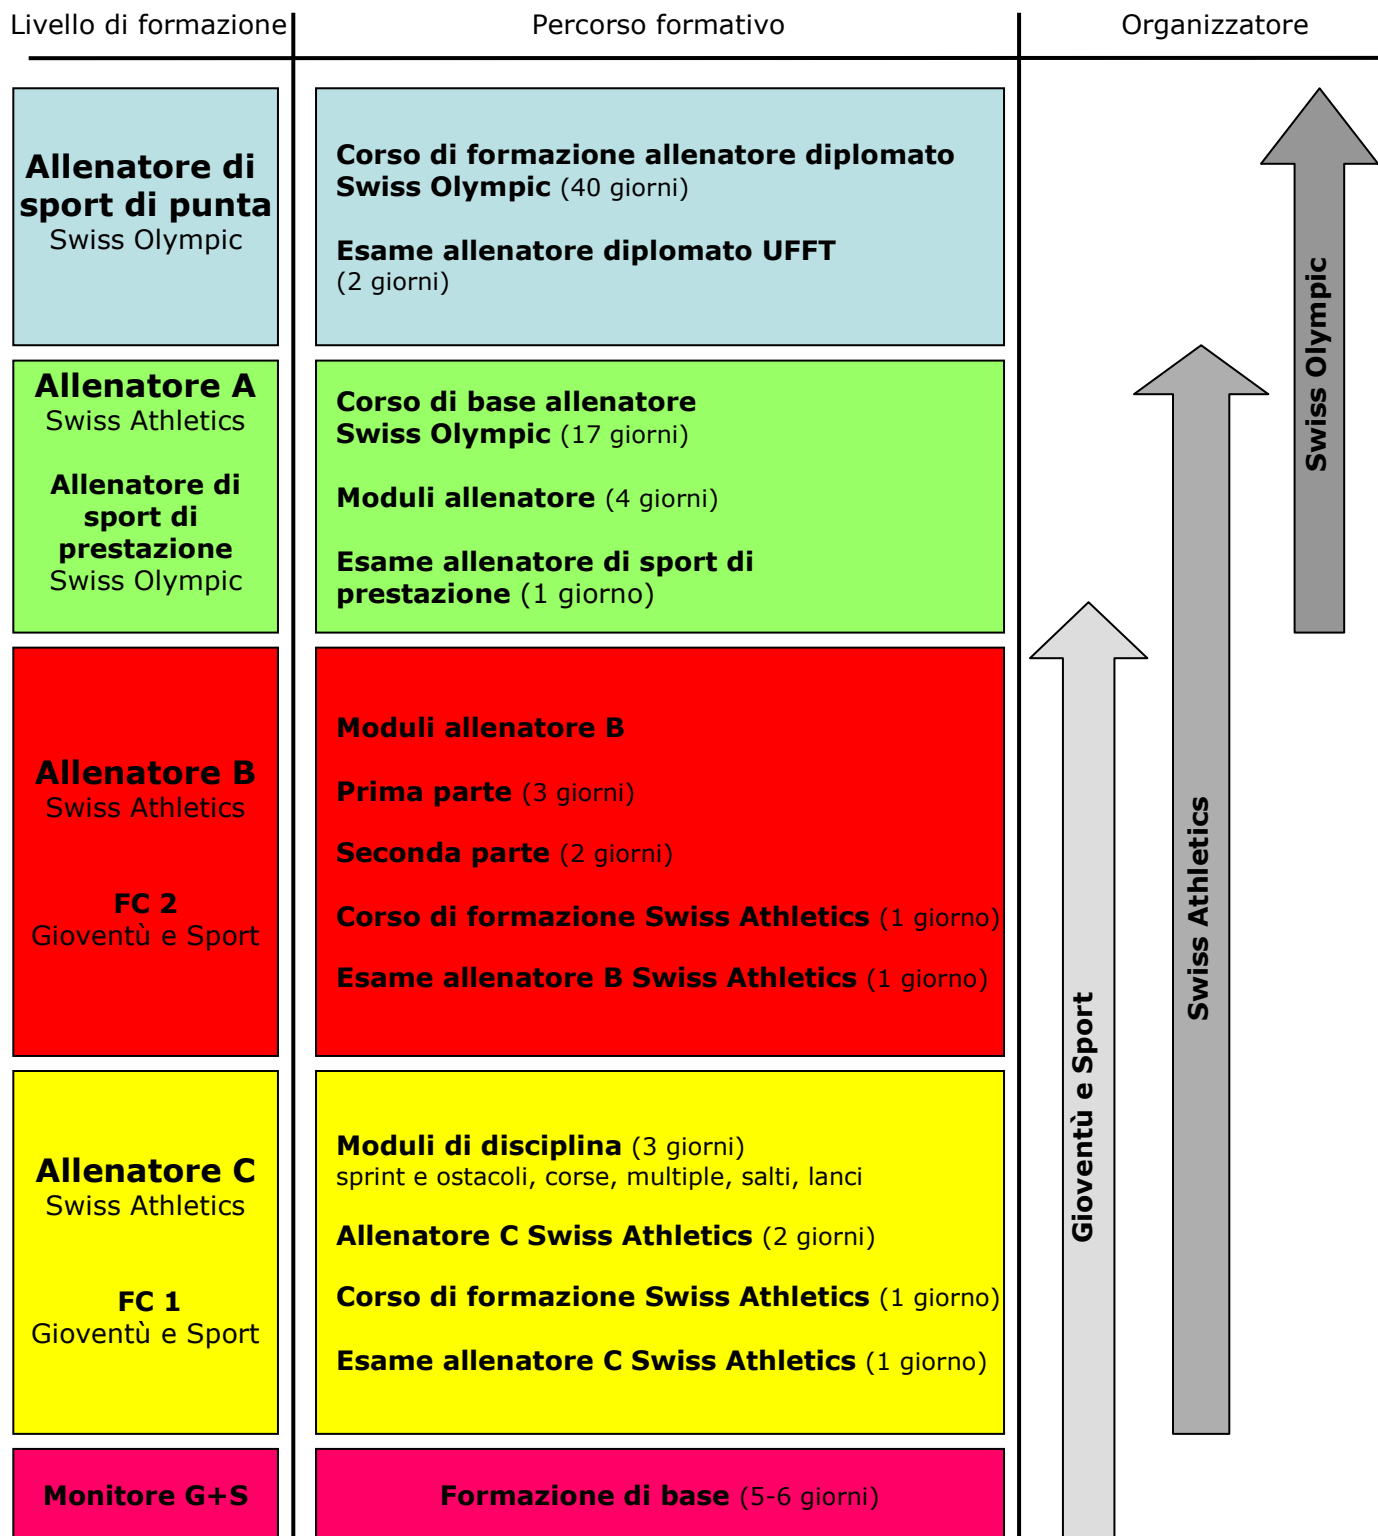 Livello di formazione
Percorso formativo
Organizzatore
Allenatore di
sport di punta
Swiss Olympic
Corso di formazione allenatore diplomato
Swiss Olympic (40 giorni)
Esame allenatore diplomato UFFT
(2 giorni)
Allenatore A
Swiss Athletics
Allenatore di
sport di
prestazione
Swiss Olympic
Corso di base allenatore
Swiss Olympic (17 giorni)
Moduli allenatore (4 giorni)
Esame allenatore di sport di
prestazione (1 giorno)
Allenatore B
Swiss Athletics
FC 2
Gioventù e Sport
Moduli allenatore B
Prima parte (3 giorni)
Seconda parte (2 giorni)
Corso di formazione Swiss Athletics (1 giorno)
Esame allenatore B Swiss Athletics (1 giorno)
Allenatore C
Swiss Athletics
FC 1
Gioventù e Sport
Moduli di disciplina (3 giorni)
sprint e ostacoli, corse, multiple, salti, lanci
Allenatore C Swiss Athletics (2 giorni)
Corso di formazione Swiss Athletics (1 giorno)
Esame allenatore C Swiss Athletics (1 giorno)
Monitore G+S
Formazione di base (5-6 giorni)
Gioventù e Sport
Swiss Athletics
Swiss Olympic